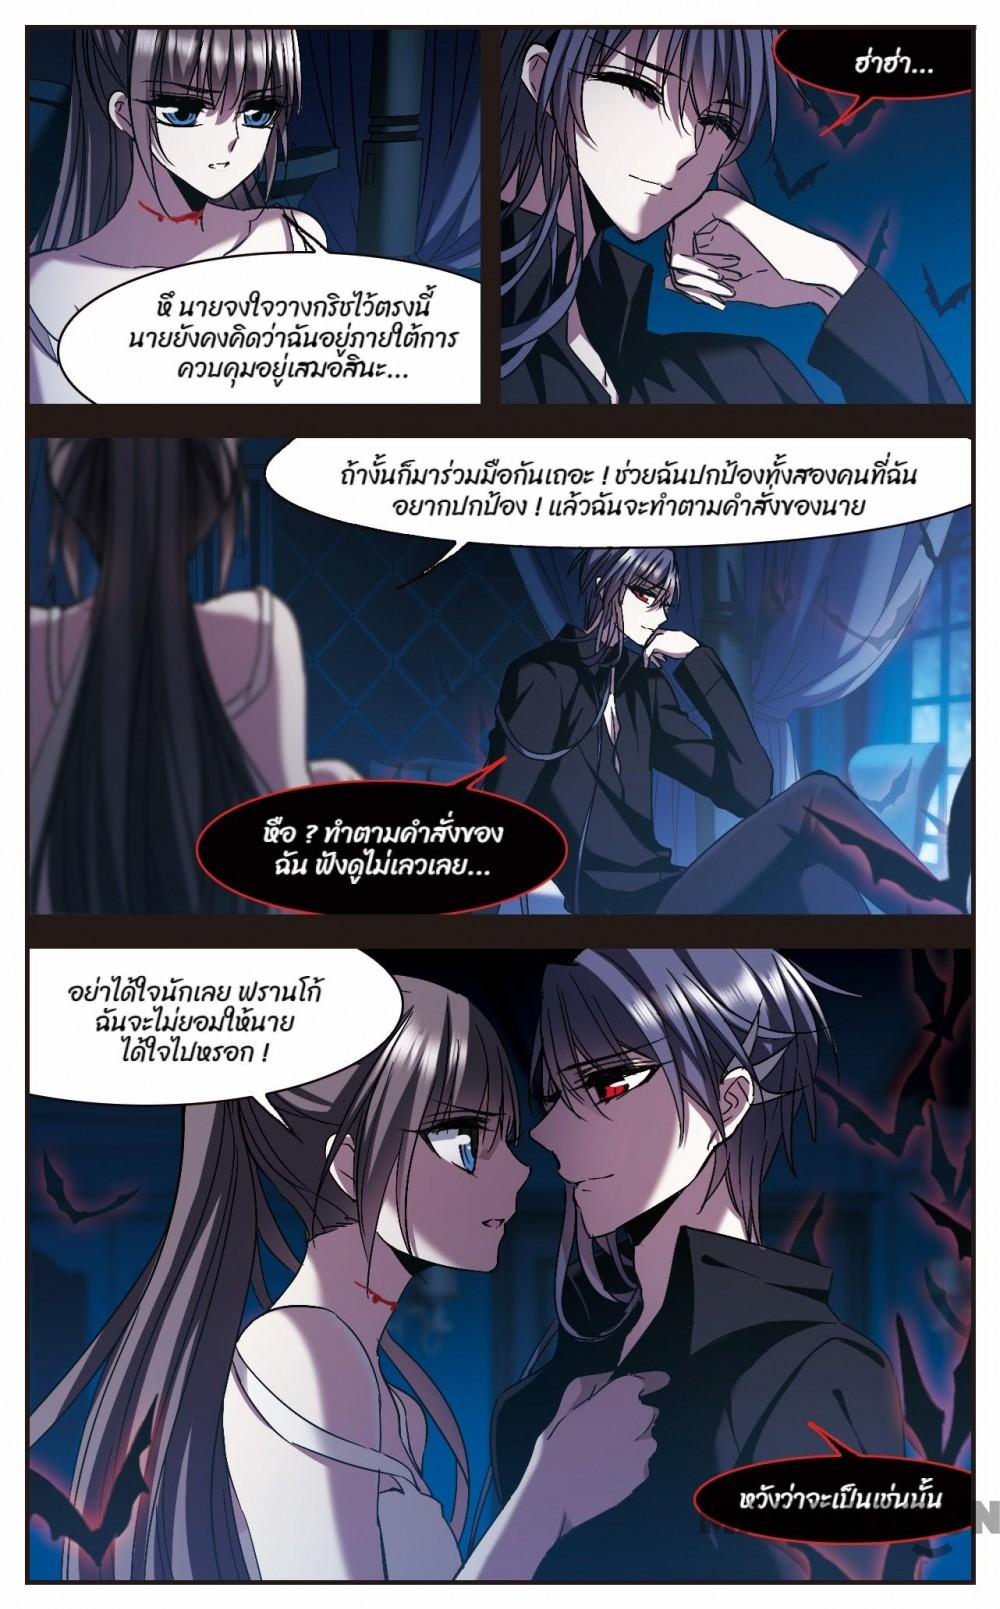 หึ นายจงใจวางกริชไว้ตรงนี้
นายยังคงคิดว่าฉันอยู่ภายใต้การ
ควบคุมอยู่เสมอสินะ...
ฮ่าฮ่า...
ถ้างั้นก็มาร่วมมือกันเถอะ ! ช่วยฉันปกป้องทั้งสองคนที่ฉัน
อยากปกป้อง ! แล้วฉันจะทำตามคำสั่งของนาย
หือ ? ทำตามคำสั่งของ
ฉัน ฟังดูไม่เลวเลย...
อย่าได้ใจนักเลย ฟรานโก้
ฉันจะไม่ยอมให้นาย
ได้ใจไปหรอก !
หวังว่าจะเป็นเช่นนั้น